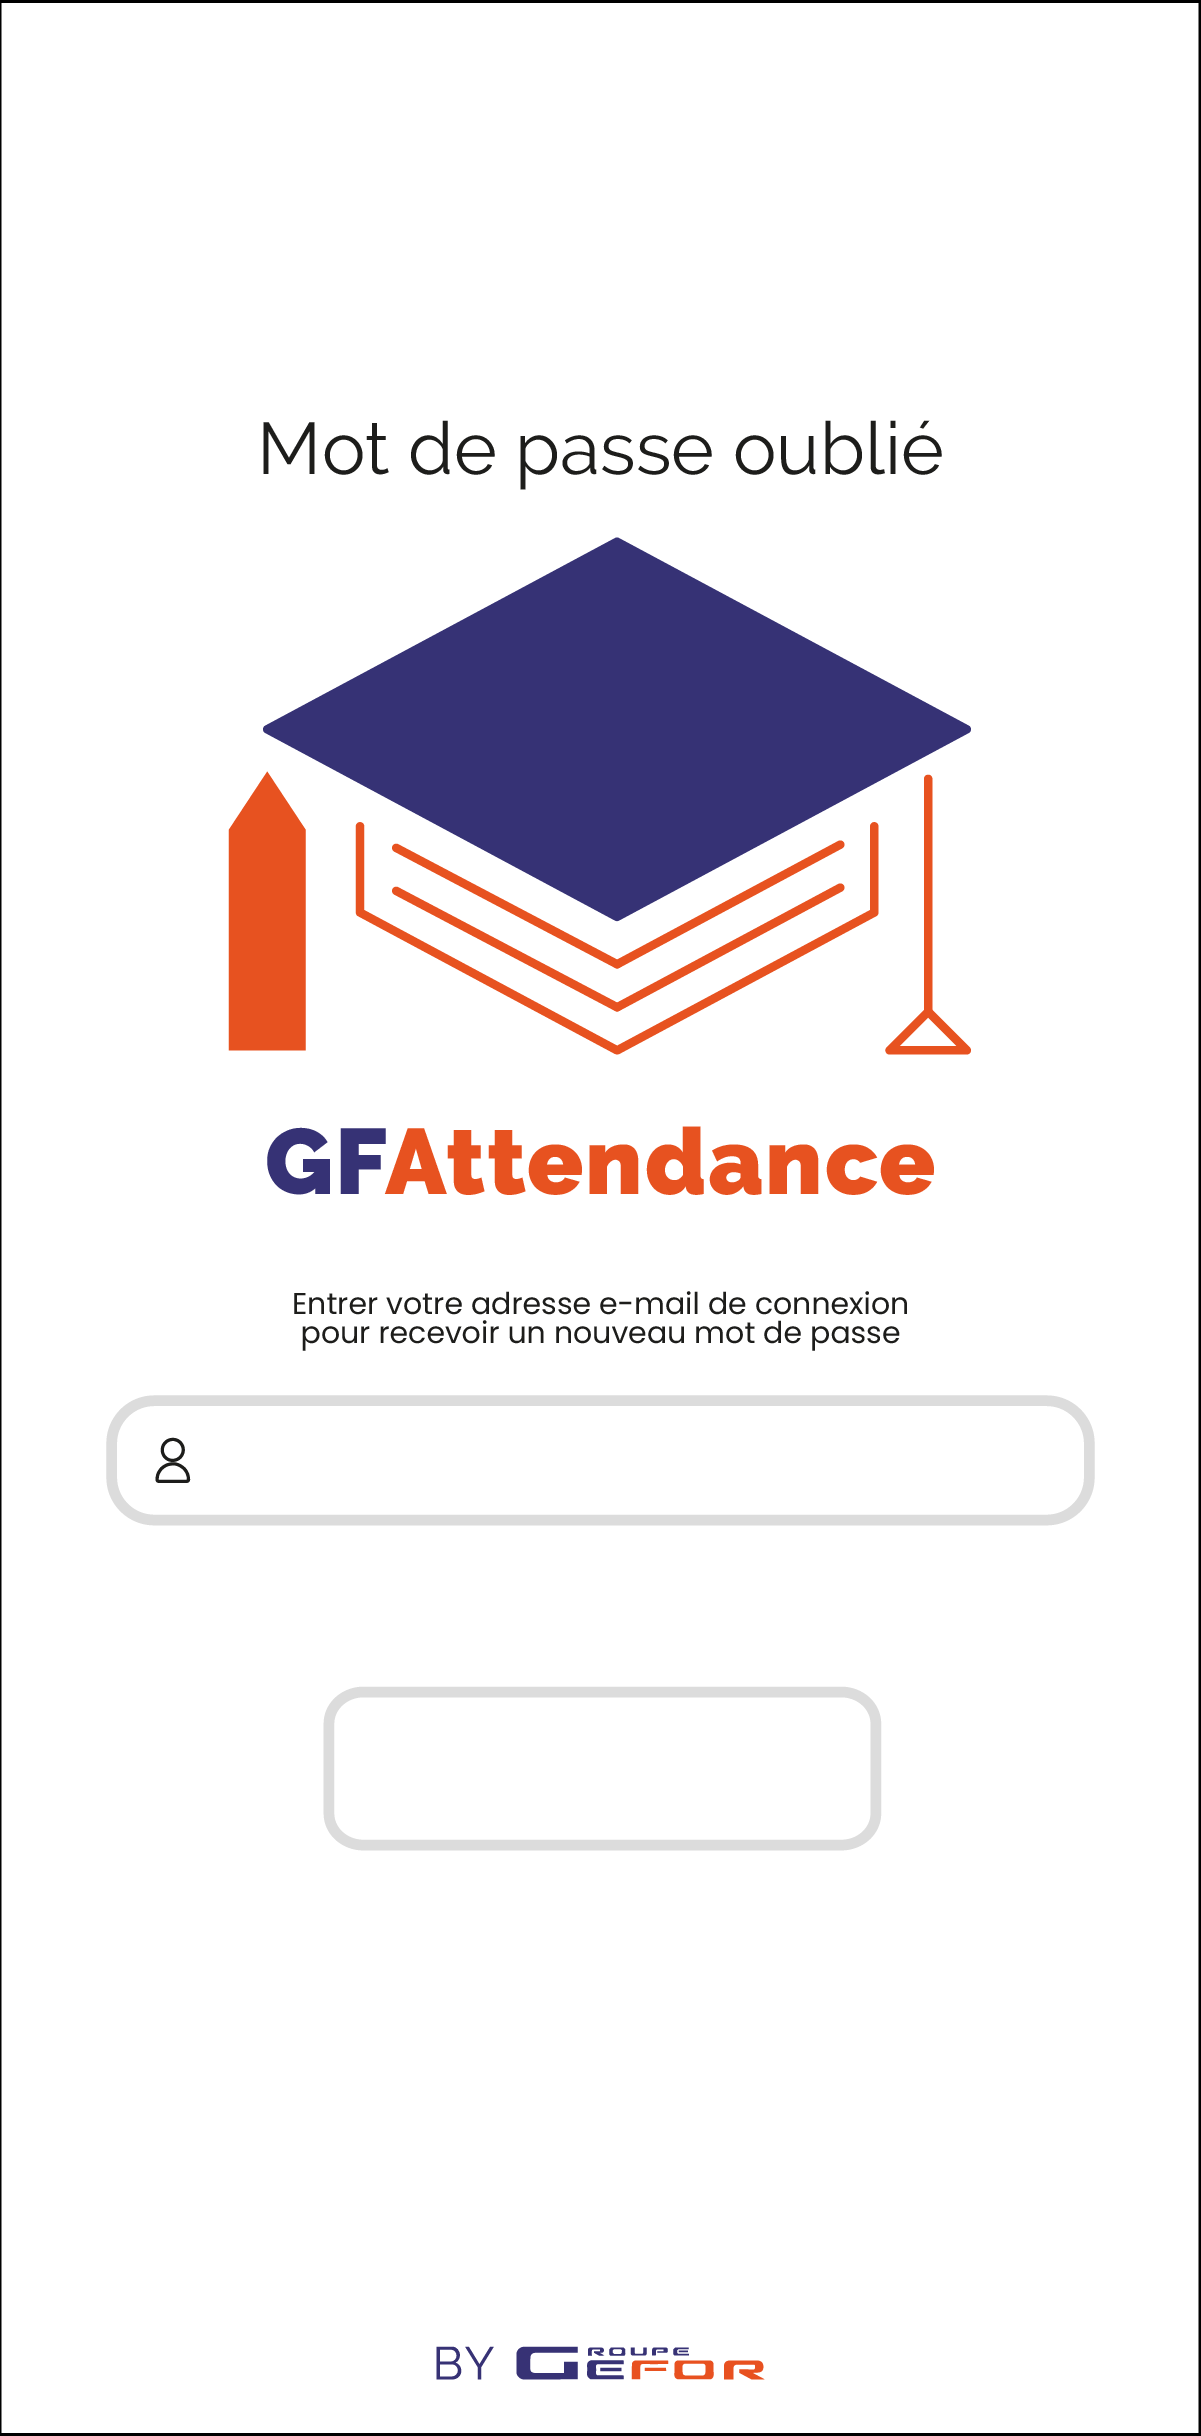 Mot de passe oublié
GFAttendance
Entrer votre adresse e-mail de connexion
pour recevoir un nouveau mot de passe
BY GROUPE GEFOR